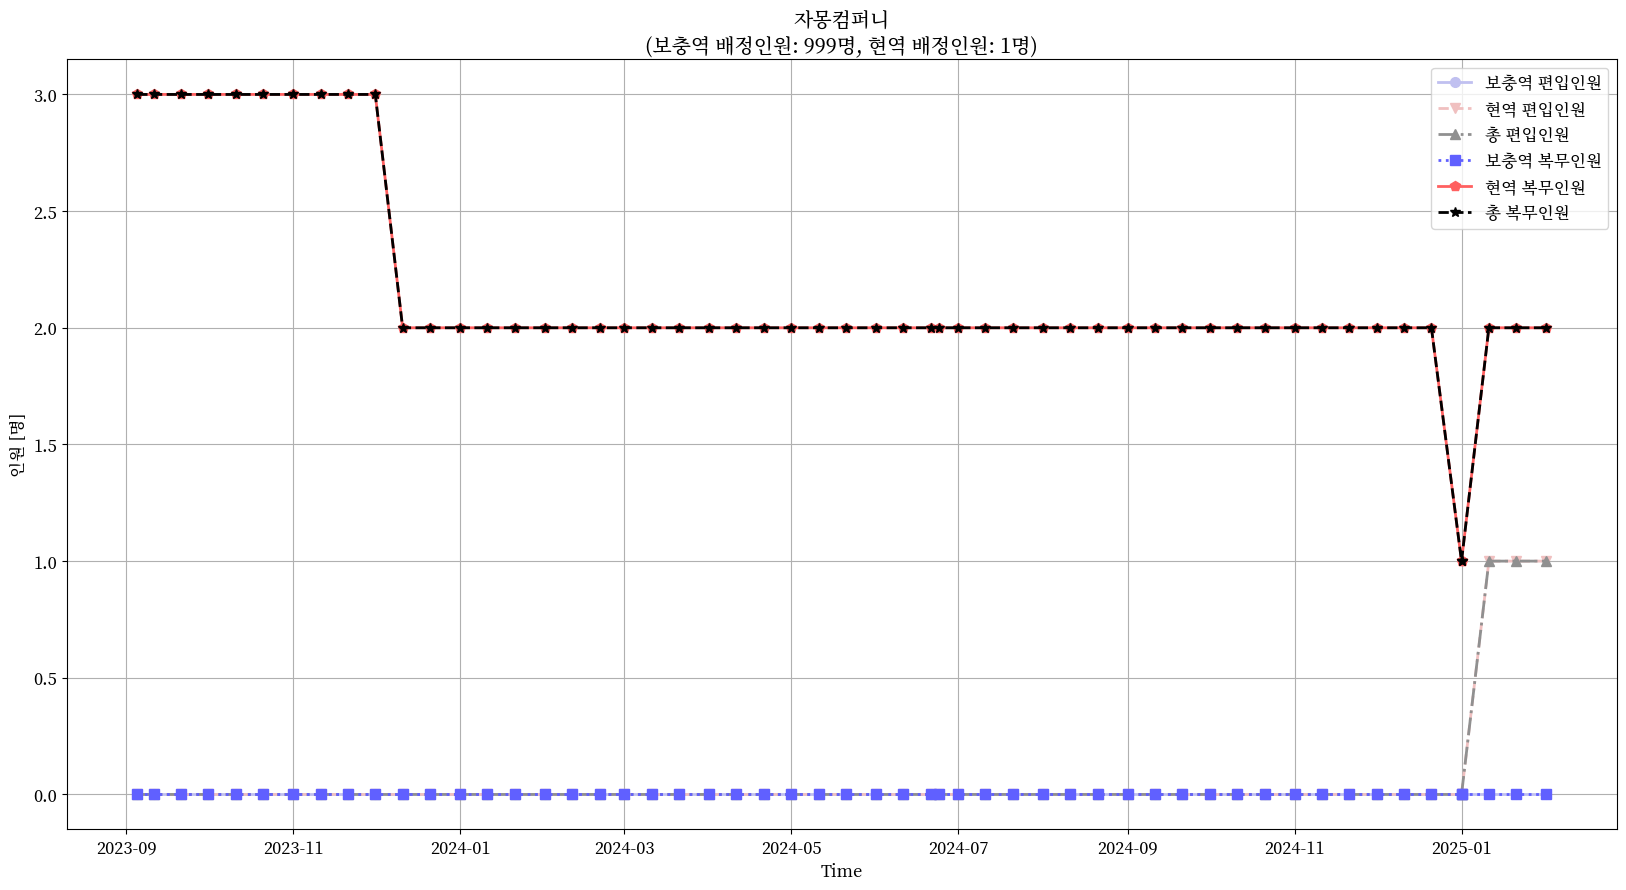 자몽컴퍼니
(보충역 배정인원: 999명, 현역 배정인원: 1명)
보충역 편입인원
현역 편입인원
총 편입인원
보충역 복무인원
현역 복무인원
총 복무인원
인원 [명]
3.0
2.5
2.0
1.5
1.0
0.5
0.0
2023-09
2023-11
2024-01
2024-03
2024-05
2024-07
2024-09
2024-11
2025-01
Time